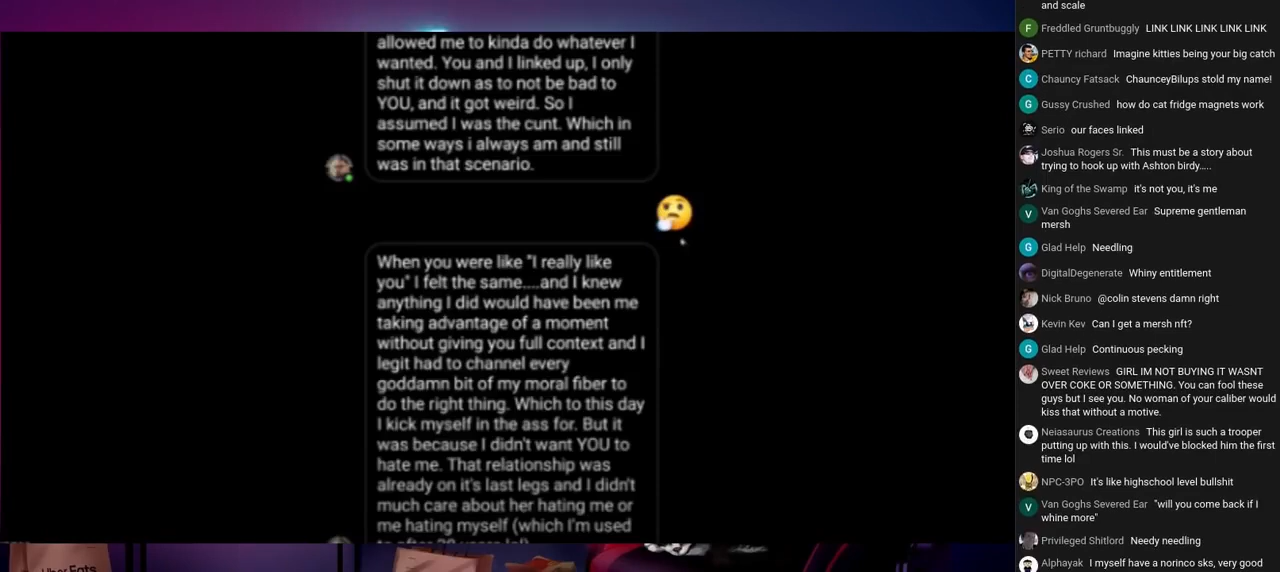 allowed me to kinda do whatever I
wanted. You and I linked up, I only
shut it down as to not be bad to
YOU, and it got weird. So I
assumed I was the cunt. Which in
some ways i always am and still
was in that scenario.
When you were like "I really like
you" I felt the same....and I knew
anything I did would have been me
taking advantage of a moment
without giving you full context and I
legit had to channel every
goddamn bit of my moral fiber to
do the right thing. Which to this day
I kick myself in the ass for. But it
was because I didn't want YOU to
hate me. That relationship was
already on it's last legs and I didn't
much care about her hating me or
me hating myself (which I'm used
Uber Eats
and scale
F Freddled Gruntbuggly LINK LINK LINK LINK LINK
PETTY richard Imagine kitties being your big catch
C Chauncy Fatsack ChaunceyBilups stold my name!
G Gussy Crushed how do cat fridge magnets work
Serio our faces linked
Joshua Rogers Sr. This must be a story about
trying to hook up with Ashton birdy.....
King of the Swamp it's not you, it's me
V Van Goghs Severed Ear Supreme gentleman
mersh
G Glad Help Needling
DigitalDegenerate Whiny entitlement
Nick Bruno @colin stevens damn right
Kevin Kev Can I get a mersh nft?
G Glad Help Continuous pecking
Sweet Reviews GIRL IM NOT BUYING IT WASNT
OVER COKE OR SOMETHING. You can fool these
guys but I see you. No woman of your caliber would
kiss that without a motive.
Neiasaurus Creations This girl is such a trooper
putting up with this. I would've blocked him the first
time lol
NPC-3PO It's like highschool level bullshit
V Van Goghs Severed Ear "will you come back if I
whine more"
Privileged Shitlord Needy needling
Alphayak I myself have a norinco sks, very good